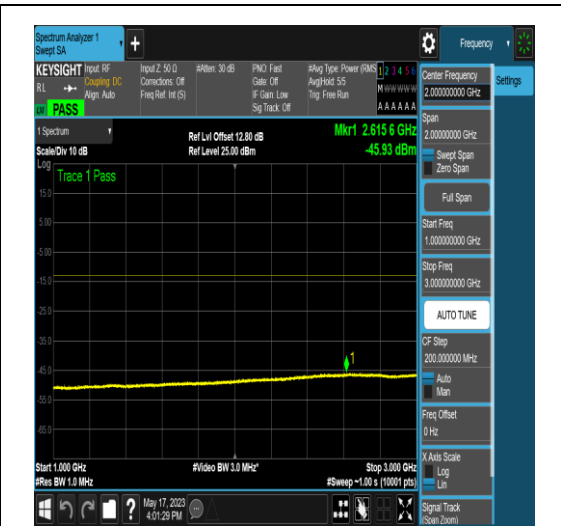 Spectrum Analyzer 1
Swept SA
+
Frequency
KEYSIGHT
Input: RF
Coupling: DC
Align: Auto
RL
PASS
Input Z: 50 Ω
Corrections: Off
Freq Ref: Int (S)
#Atten: 30 dB
PNO: Fast
Gate: Off
IF Gain: Low
Sig Track: Off
#Avg Type: Power (RMS
Avg|Hold: 5/5
Trig: Free Run
1 2 3 4 5 6
M W W W W W
A A A A A A
1 Spectrum
Scale/Div 10 dB
Ref Lvl Offset 12.80 dB
Ref Level 25.00 dBm
Mkr1 2.615 6 GHz
-45.93 dBm
Log
Trace 1 Pass
15.0
5.00
-5.00
-15.0
-25.0
-35.0
-45.0
-55.0
-65.0
1
Start 1.000 GHz
#Res BW 1.0 MHz
#Video BW 3.0 MHz*
Stop 3.000 GHz
#Sweep ~1.00 s (10001 pts)
May 17, 2023
4:01:29 PM
?
Center Frequency
2.000000000 GHz
Settings
Span
2.00000000 GHz
Swept Span
Zero Span
Full Span
Start Freq
1.000000000 GHz
Stop Freq
3.000000000 GHz
AUTO TUNE
CF Step
200.000000 MHz
Auto
Man
Freq Offset
0 Hz
X Axis Scale
Log
Lin
Signal Track
(Span Zoom)